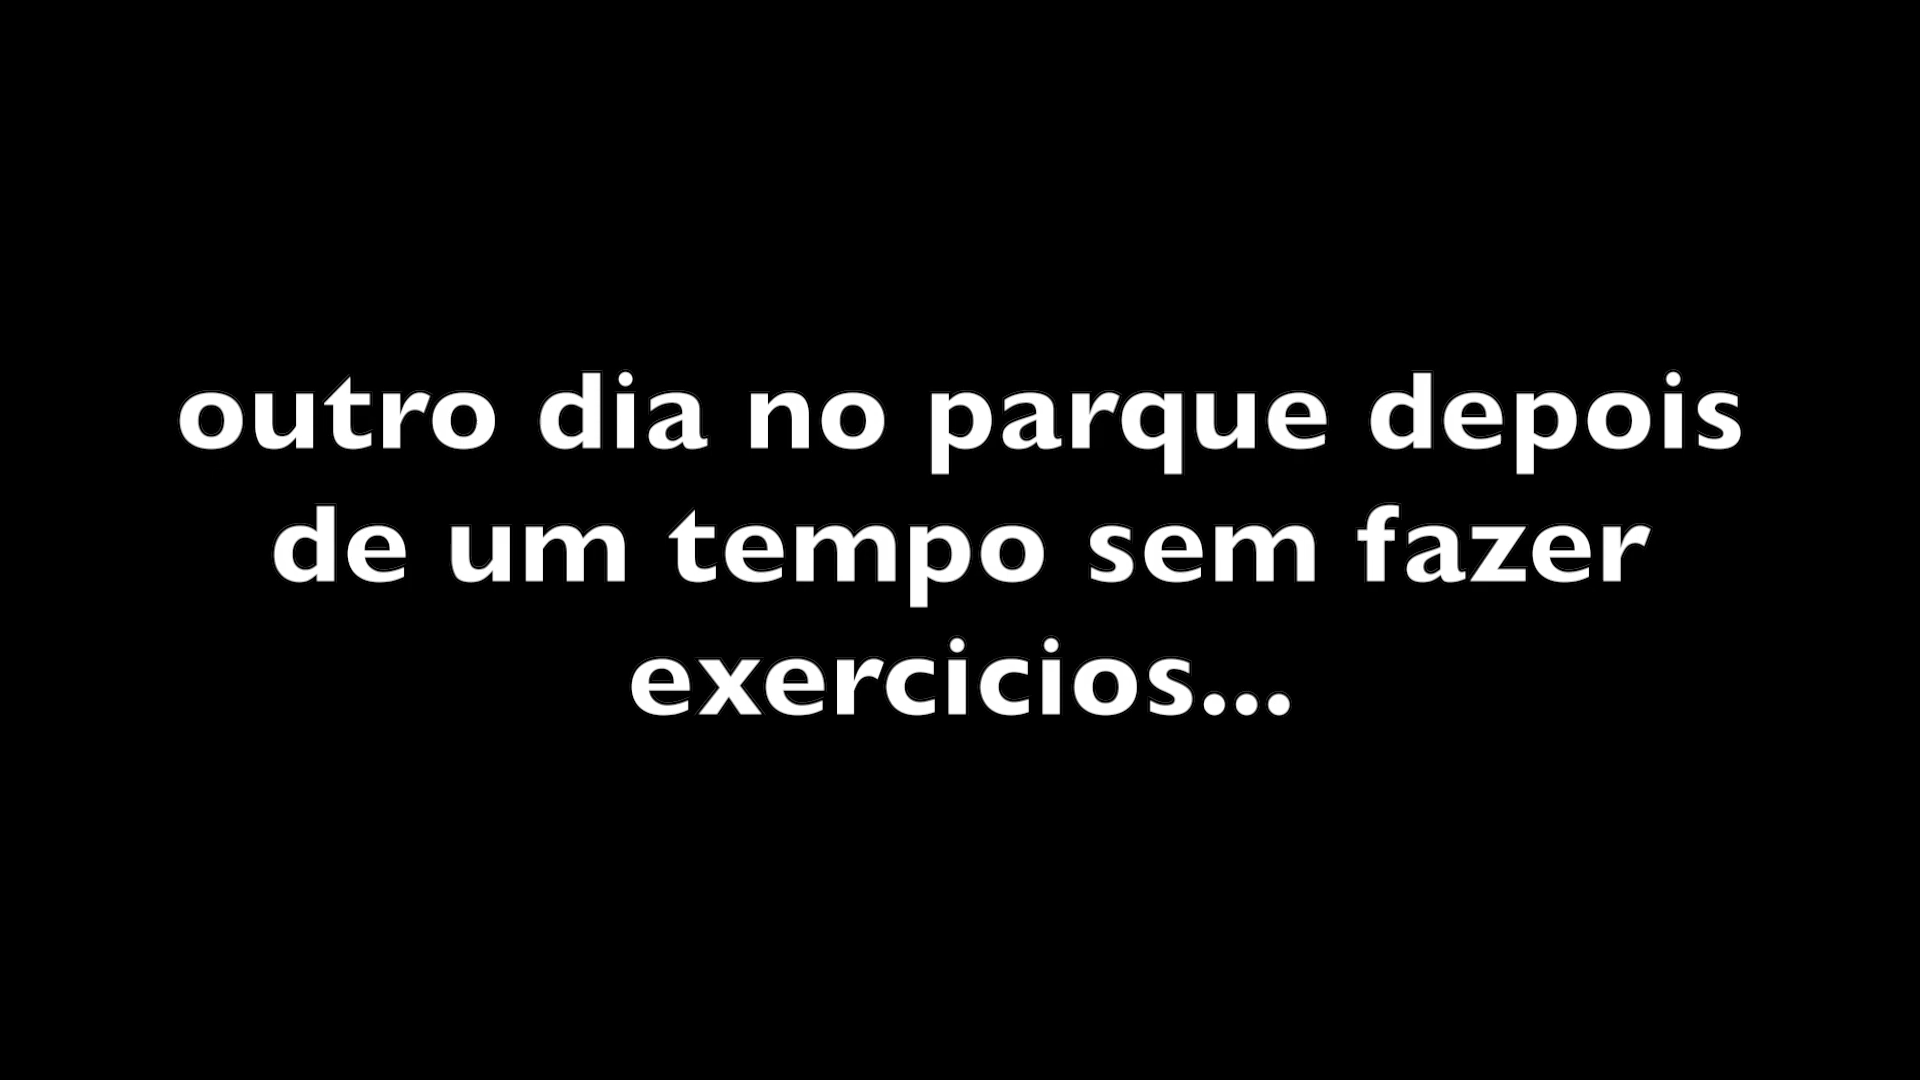 outro dia no parque depois
de um tempo sem fazer
exercicios...